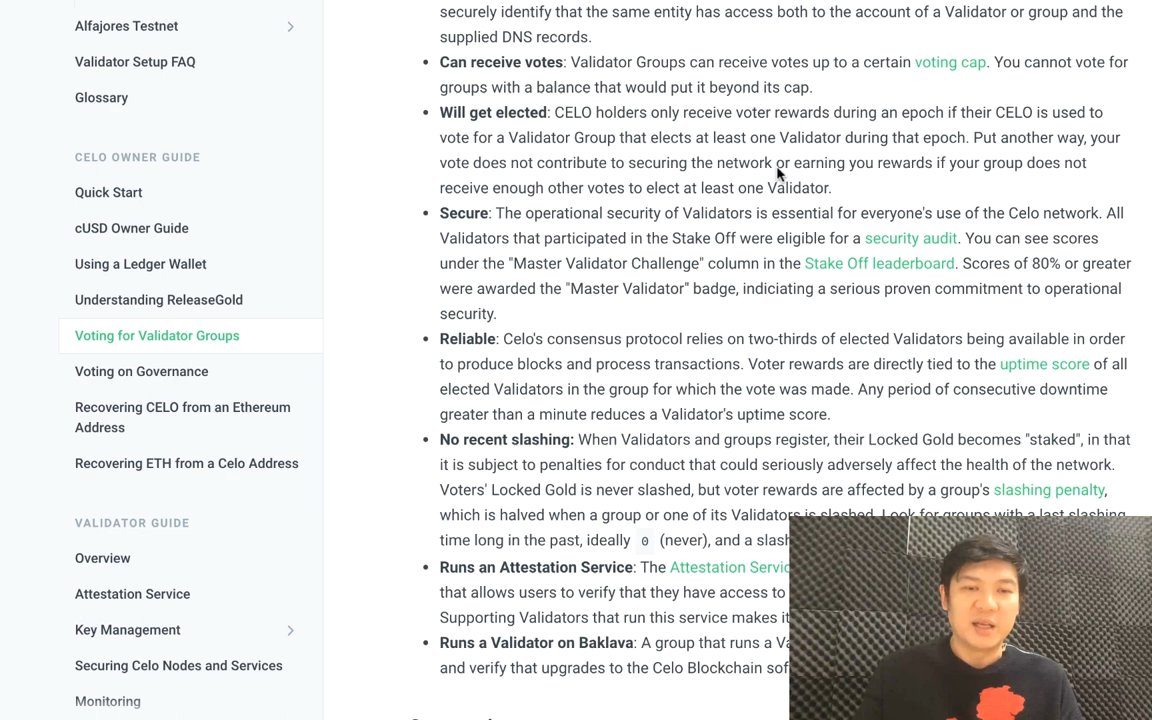 Alfajores Testnet
Validator Setup FAQ
Glossary
CELO OWNER GUIDE
Quick Start
cUSD Owner Guide
Using a Ledger Wallet
Understanding ReleaseGold
Voting for Validator Groups
Voting on Governance
Recovering CELO from an Ethereum
Address
Recovering ETH from a Celo Address
VALIDATOR GUIDE
Overview
Attestation Service
Key Management
Securing Celo Nodes and Services
Monitoring
securely identify that the same entity has access both to the account of a Validator or group and the
supplied DNS records.
Can receive votes: Validator Groups can receive votes up to a certain voting cap. You cannot vote for
groups with a balance that would put it beyond its cap.
Will get elected: CELO holders only receive voter rewards during an epoch if their CELO is used to
vote for a Validator Group that elects at least one Validator during that epoch. Put another way, your
vote does not contribute to securing the network or earning you rewards if your group does not
receive enough other votes to elect at least one Validator.
Secure: The operational security of Validators is essential for everyone's use of the Celo network. All
Validators that participated in the Stake Off were eligible for a security audit. You can see scores
under the "Master Validator Challenge" column in the Stake Off leaderboard. Scores of 80% or greater
were awarded the "Master Validator" badge, indiciating a serious proven commitment to operational
security.
Reliable: Celo's consensus protocol relies on two-thirds of elected Validators being available in order
to produce blocks and process transactions. Voter rewards are directly tied to the uptime score of all
elected Validators in the group for which the vote was made. Any period of consecutive downtime
greater than a minute reduces a Validator's uptime score.
No recent slashing: When Validators and groups register, their Locked Gold becomes "staked", in that
it is subject to penalties for conduct that could seriously adversely affect the health of the network.
Voters' Locked Gold is never slashed, but voter rewards are affected by a group's slashing penalty,
which is halved when a group or one of its Validators is slashed. Look for groups with a last slashing
time long in the past, ideally 0 (never), and a slash
Runs an Attestation Service: The Attestation Servic
that allows users to verify that they have access to
Supporting Validators that run this service makes it
Runs a Validator on Baklava: A group that runs a Va
and verify that upgrades to the Celo Blockchain sof